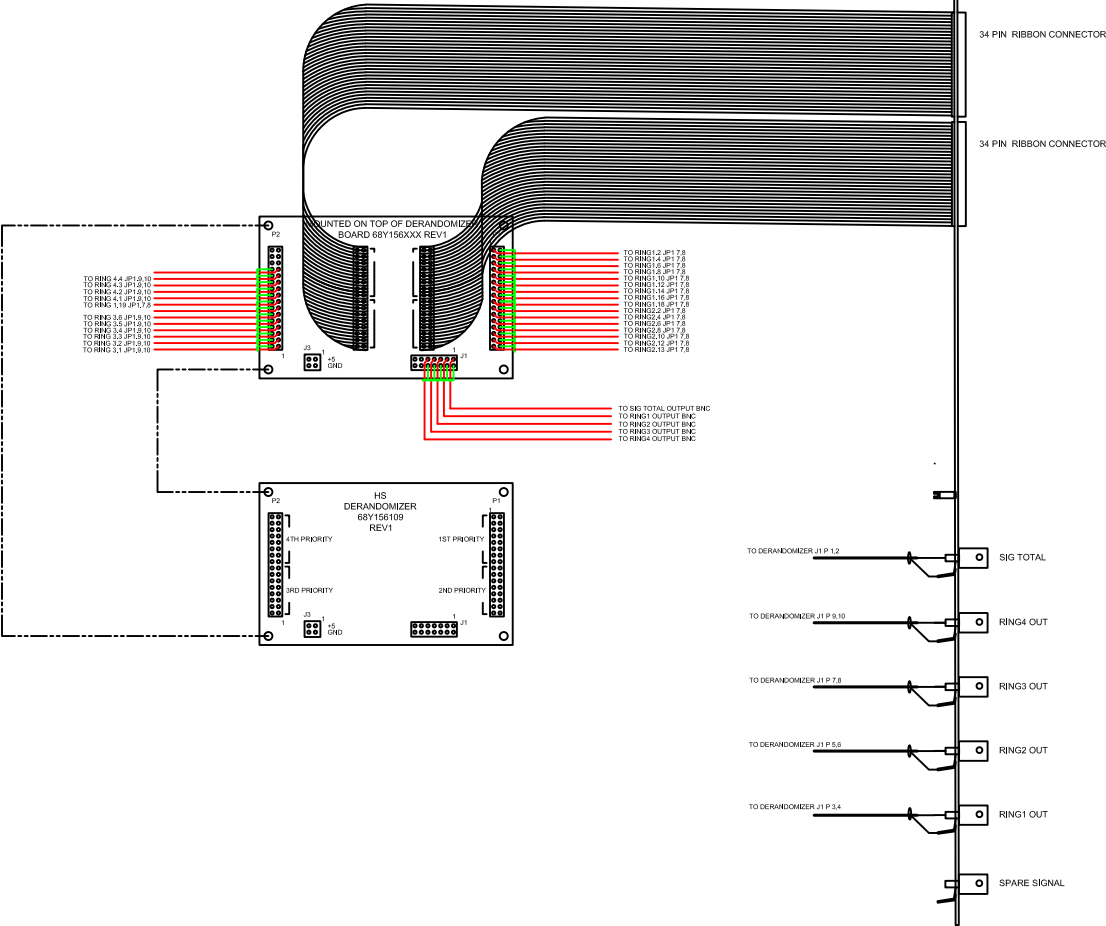 34 PIN RIBBON CONNECTOR
34 PIN RIBBON CONNECTOR
MOUNTED ON TOP OF DERANDOMIZER
BOARD 68Y156XXX REV1
P2
TO RING 4.4 JP1,9,10
TO RING 4.3 JP1,9,10
TO RING 4.2 JP1,9,10
TO RING 4.1 JP1,9,10
TO RING 1,19 JP1,7,8
TO RING 3.6 JP1,9,10
TO RING 3.5 JP1,9,10
TO RING 3.4 JP1,9,10
TO RING 3.3 JP1,9,10
TO RING 3.2 JP1,9,10
TO RING 3.1 JP1,9,10
TO RING1.2 JP1 7,8
TO RING1.4 JP1 7,8
TO RING1.6 JP1 7,8
TO RING1.8 JP1 7,8
TO RING1.10 JP1 7,8
TO RING1.12 JP1 7,8
TO RING1.14 JP1 7,8
TO RING1.16 JP1 7,8
TO RING1.18 JP1 7,8
TO RING2.2 JP1 7,8
TO RING2.4 JP1 7,8
TO RING2.6 JP1 7,8
TO RING2.8 JP1 7,8
TO RING2.10 JP1 7,8
TO RING2.12 JP1 7,8
TO RING2.13 JP1 7,8
1
J3
1
+5
GND
1
J1
TO SIG TOTAL OUTPUT BNC
TO RING1 OUTPUT BNC
TO RING2 OUTPUT BNC
TO RING3 OUTPUT BNC
TO RING4 OUTPUT BNC
HS
DERANDOMIZER
68Y156109
REV1
P2
P1
1
4TH PRIORITY
1ST PRIORITY
3RD PRIORITY
2ND PRIORITY
1
J3
1
+5
GND
1
J1
TO DERANDOMIZER J1 P 1,2
SIG TOTAL
TO DERANDOMIZER J1 P 9,10
RING4 OUT
TO DERANDOMIZER J1 P 7,8
RING3 OUT
TO DERANDOMIZER J1 P 5,6
RING2 OUT
TO DERANDOMIZER J1 P 3,4
RING1 OUT
SPARE SIGNAL